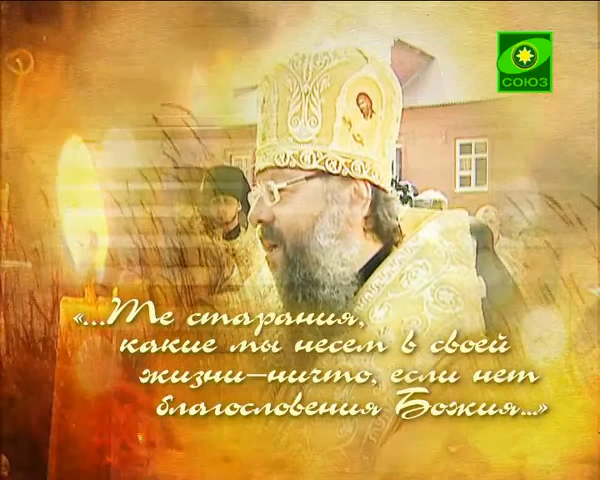 СОЮЗ
«...Те старания,
какие мы несем в своей
жизни—ничто, если нет
благословения Божия...»